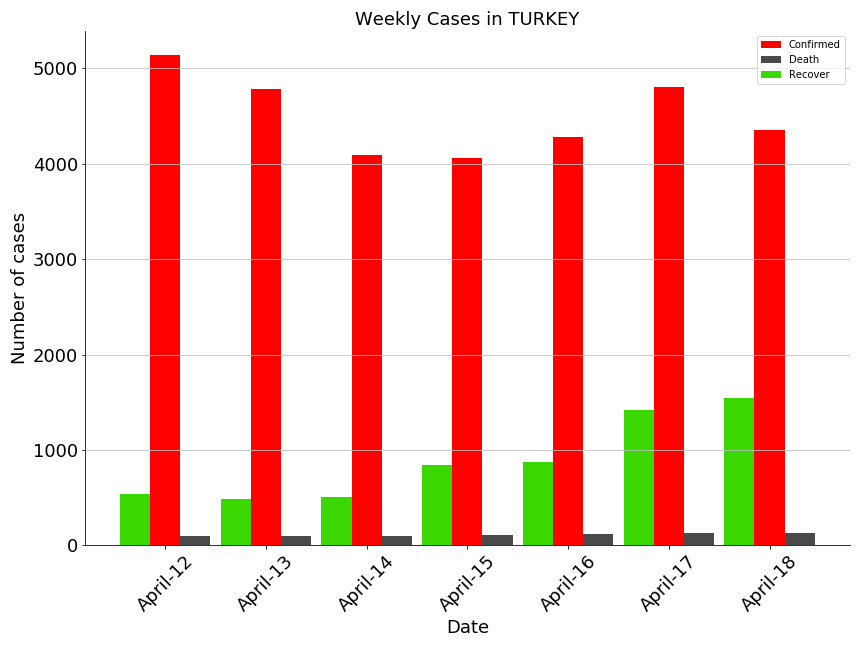 Weekly Cases in TURKEY
Confirmed
Death
Recover
Number of cases
5000
4000
3000
2000
1000
0
April-12
April-13
April-14
April-15
April-16
April-17
April-18
Date